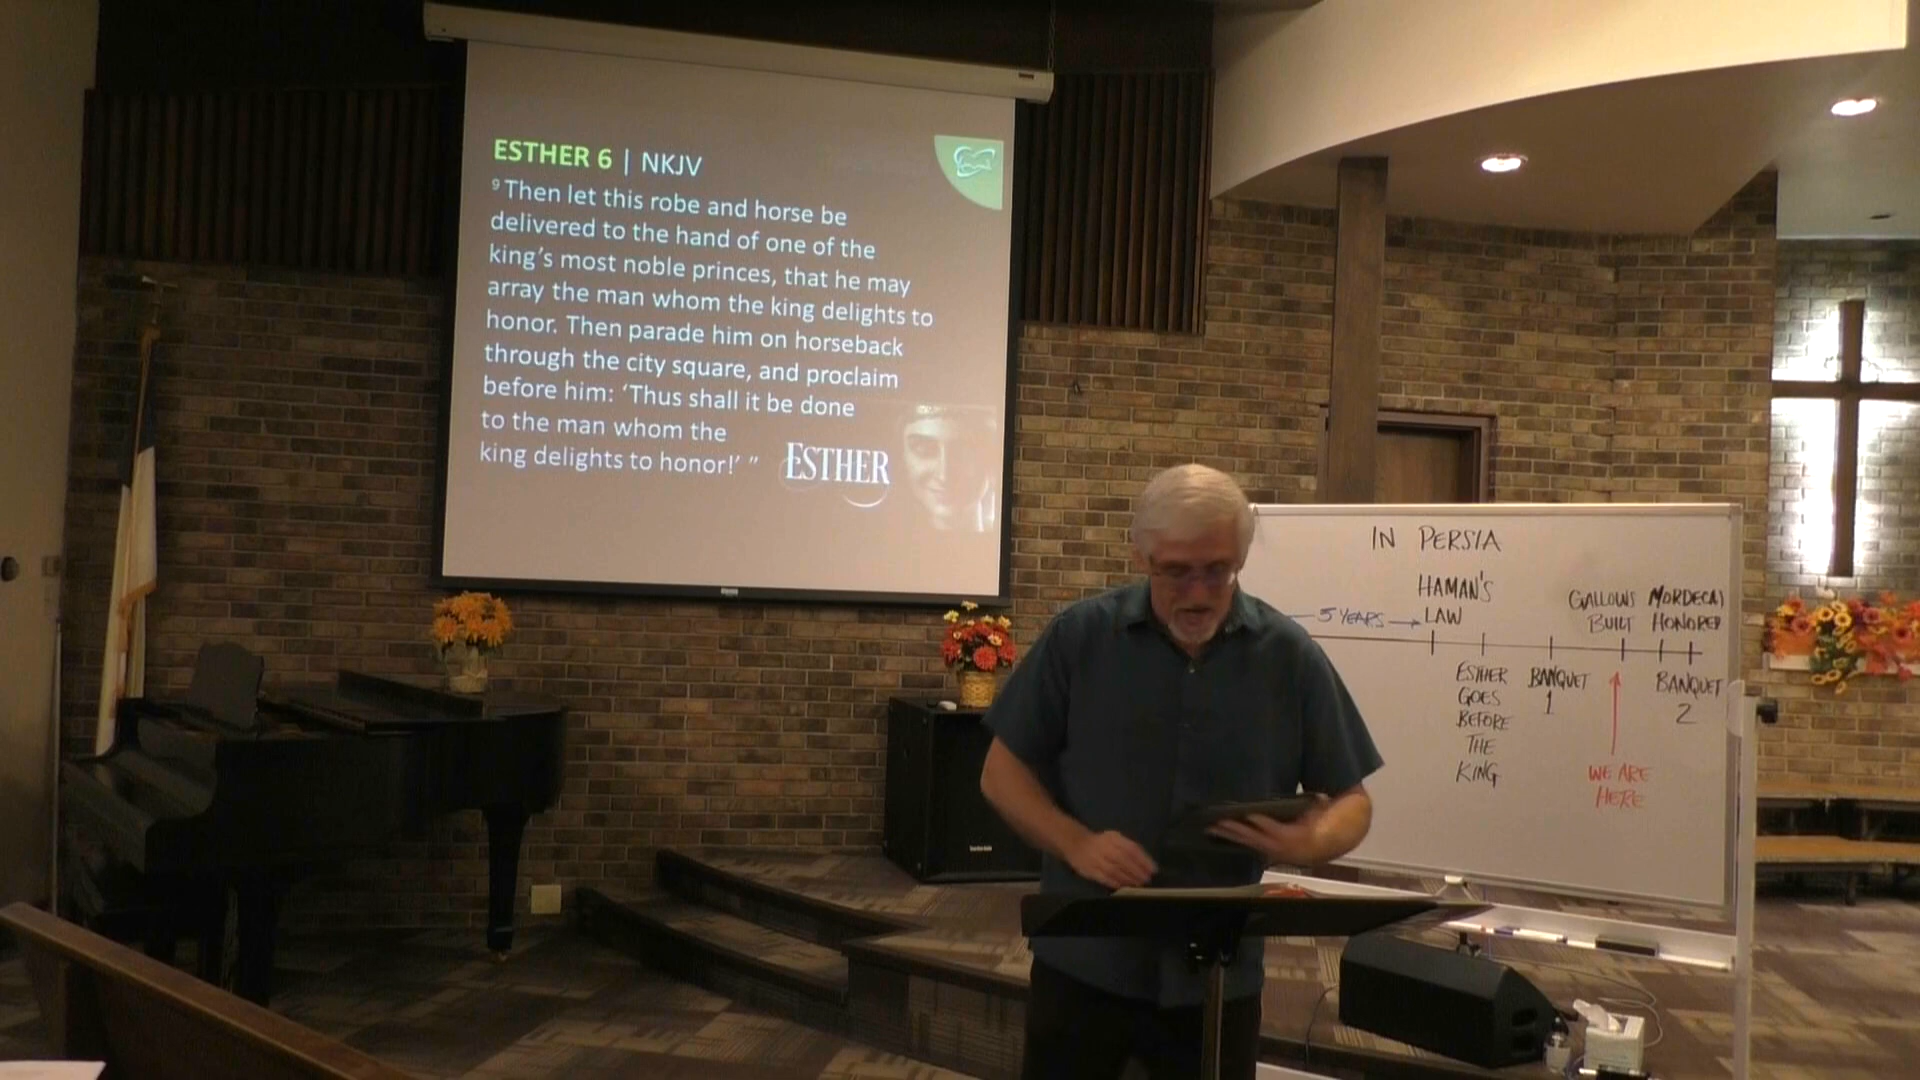 ESTHER 6 | NKJV
9 Then let this robe and horse be
delivered to the hand of one of the
king's most noble princes, that he may
array the man whom the king delights to
honor. Then parade him on horseback
through the city square, and proclaim
before him: ‘Thus shall it be done
to the man whom the
king delights to honor!’ ”
ESTHER
IN PERSIA
HAMAN'S
LAW
5 YEARS
GALLOWS
BUILT
MORDECAI
HONORED
ESTHER
GOES
BEFORE
THE
KING
BANQUET
1
BANQUET
2
WE ARE
HERE